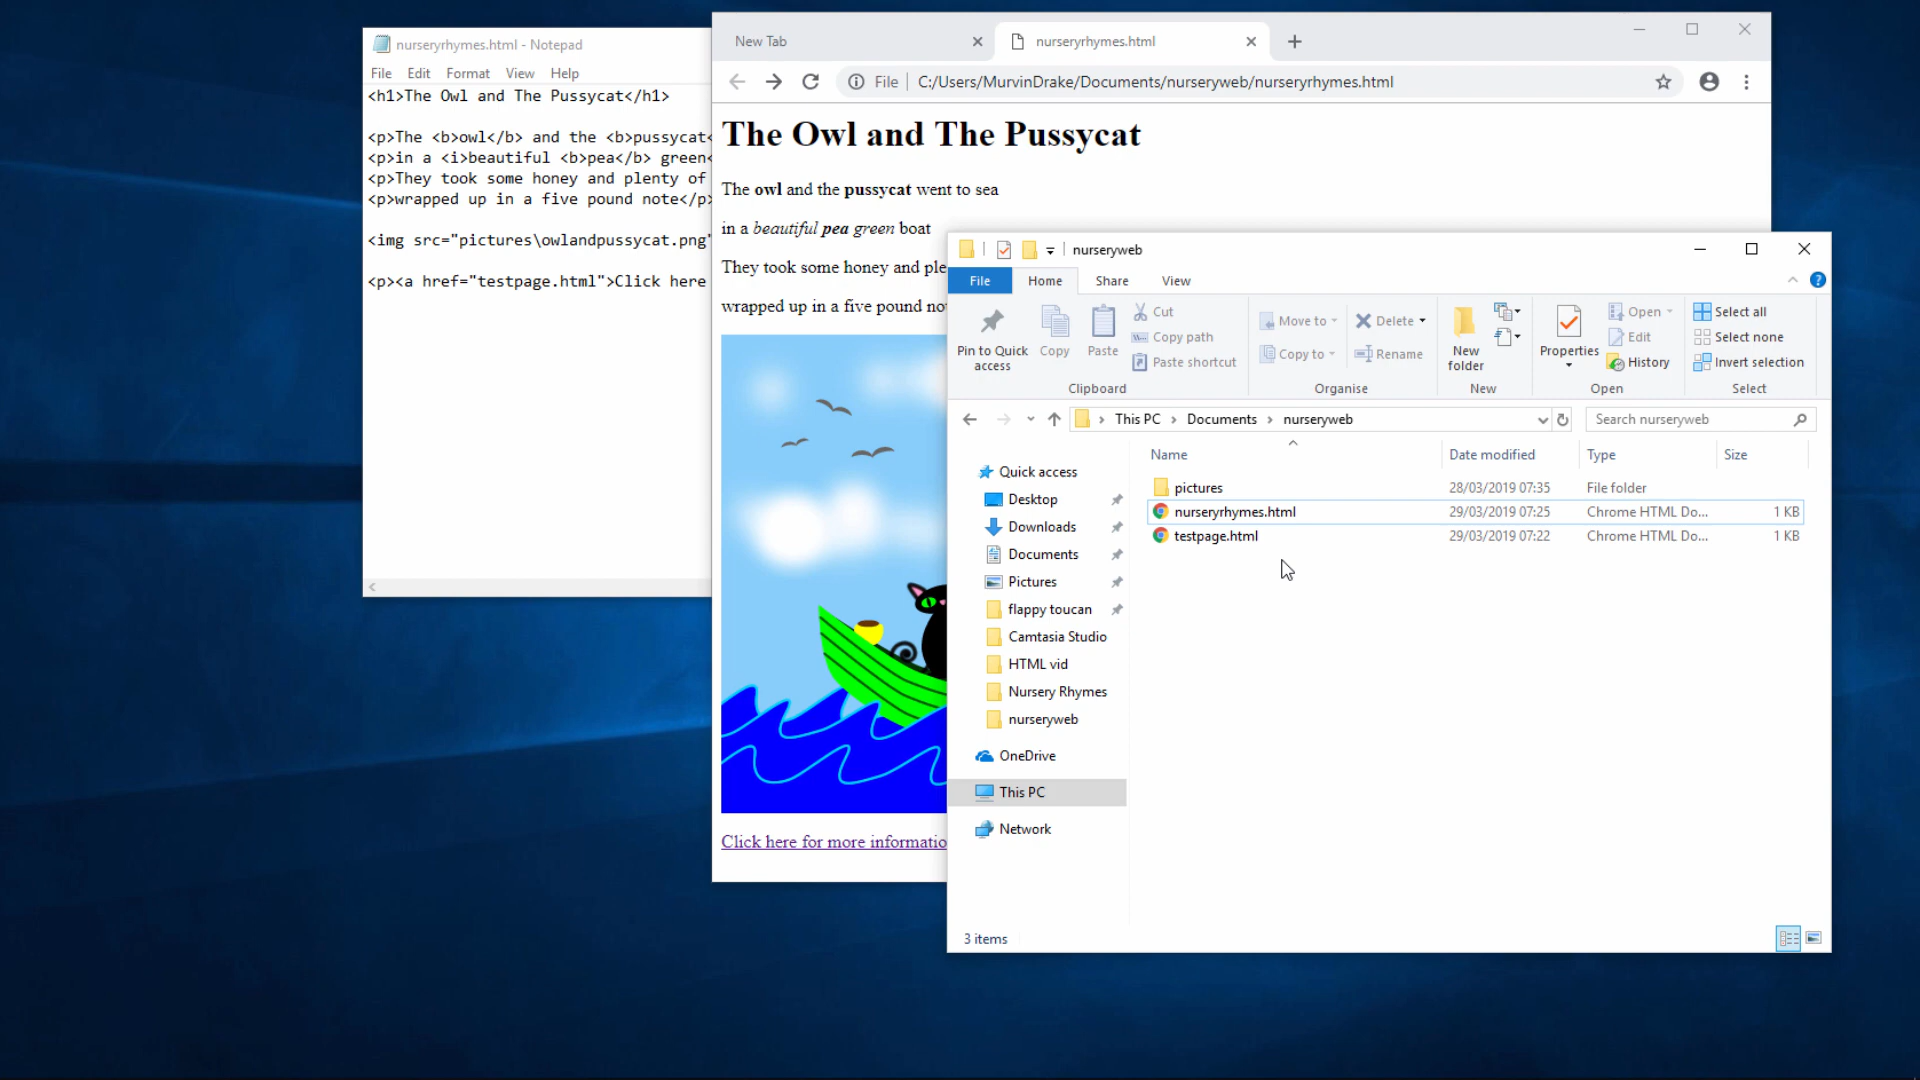 nurseryrhymes.html - Notepad
File Edit Format View Help
<h1>The Owl and The Pussycat</h1>
<p>The <b>owl</b> and the <b>pussycat<
<p>in a <i>beautiful <b>pea</b> green<
<p>They took some honey and plenty of
<p>wrapped up in a five pound note</p>
<img src="pictures\owlandpussycat.png"
<p><a href="testpage.html">Click here
New Tab
nurseryrhymes.html
File C:/Users/MurvinDrake/Documents/nurseryweb/nurseryrhymes.html
The Owl and The Pussycat
The owl and the pussycat went to sea
in a beautiful pea green boat
They took some honey and ple
wrapped up in a five pound no
Click here for more informatio
nurseryweb
File Home Share View
Pin to Quick access
Copy
Paste
Cut
Copy path
Paste shortcut
Clipboard
Move to
Copy to
Delete
Rename
Organise
New folder
New
Properties
Open
Edit
History
Open
Select all
Select none
Invert selection
Select
This PC > Documents > nurseryweb
Search nurseryweb
Name Date modified Type Size
pictures 28/03/2019 07:35 File folder
nurseryrhymes.html 29/03/2019 07:25 Chrome HTML Do... 1 KB
testpage.html 29/03/2019 07:22 Chrome HTML Do... 1 KB
Quick access
Desktop
Downloads
Documents
Pictures
flappy toucan
Camtasia Studio
HTML vid
Nursery Rhymes
nurseryweb
OneDrive
This PC
Network
3 items